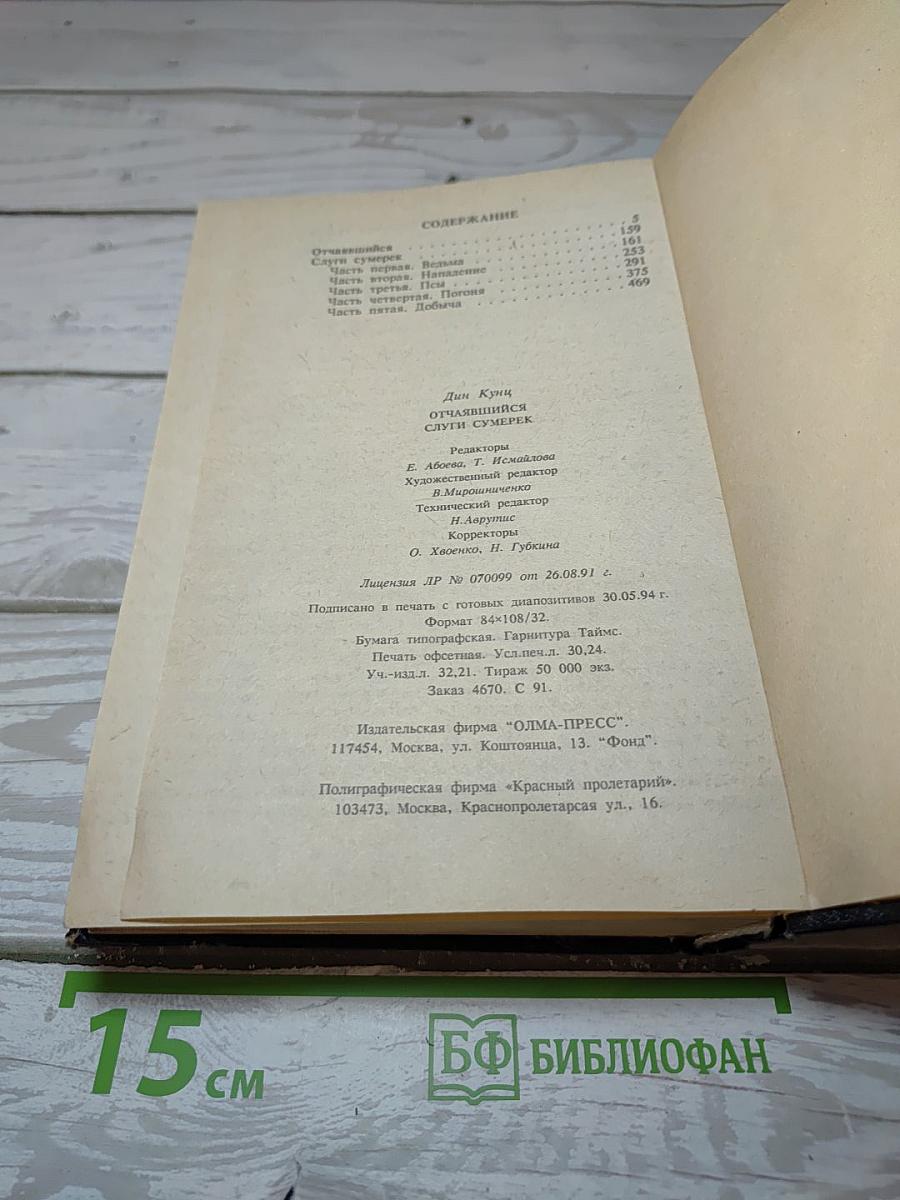 СОДЕРЖАНИЕ
Отчаявшийся . . . . . . . . . . . . . . . 5
Слуги сумерек . . . . . . . . . . . . . . . 159
Часть первая. Ведьма . . . . . . . . . . . . 161
Часть вторая. Нападение . . . . . . . . . . . 253
Часть третья. Псы . . . . . . . . . . . . . 291
Часть четвертая. Погоня . . . . . . . . . . . 375
Часть пятая. Добыча . . . . . . . . . . . . 469
Дин Кунц
ОТЧАЯВШИЙСЯ
СЛУГИ СУМЕРЕК
Редакторы
Е. Абоева, Т. Исмайлова
Художественный редактор
В.Мирошниченко
Технический редактор
Н.Аврутис
Корректоры
О. Хвоенко, Н. Губкина
Лицензия ЛР № 070099 от 26.08.91 г.
Подписано в печать с готовых диапозитивов 30.05.94 г.
Формат 84×108/32.
Бумага типографская. Гарнитура Таймс.
Печать офсетная. Усл.печ.л. 30,24.
Уч.-изд.л. 32,21. Тираж 50 000 экз.
Заказ 4670. С 91.
Издательская фирма "ОЛМА-ПРЕСС".
117454, Москва, ул. Коштоянца, 13. "Фонд".
Полиграфическая фирма «Красный пролетарий».
103473, Москва, Краснопролетарсая ул., 16.
15 см
БФ БИБЛИОФАН